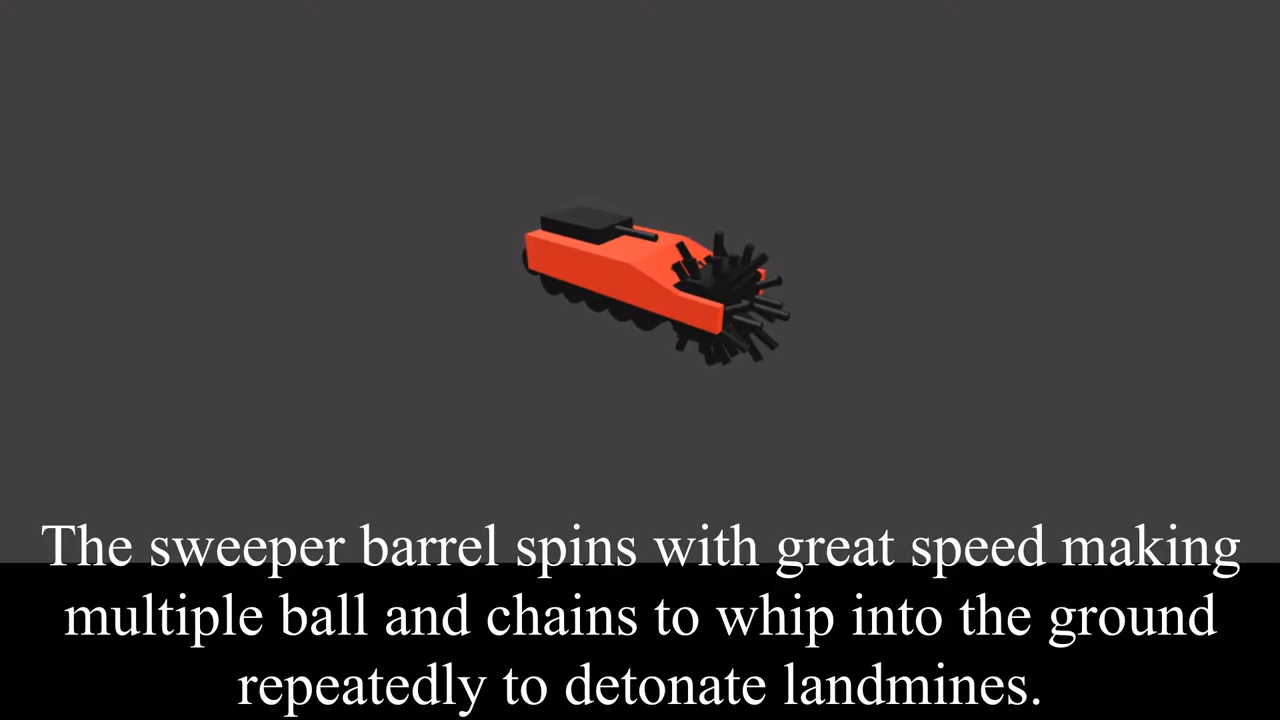 The sweeper barrel spins with great speed making
multiple ball and chains to whip into the ground
repeatedly to detonate landmines.